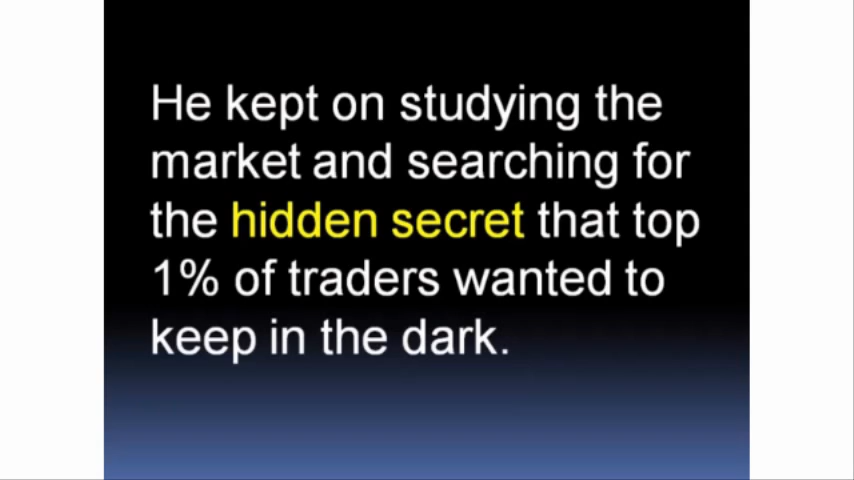 He kept on studying the
market and searching for
the hidden secret that top
1% of traders wanted to
keep in the dark.